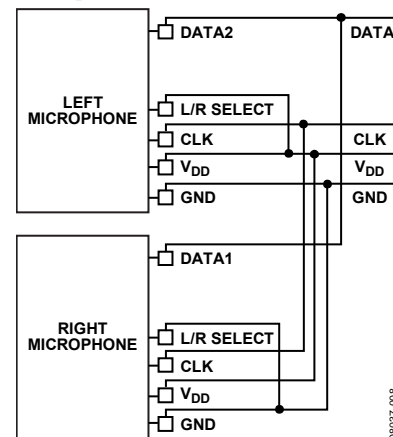 DATA2
DATA
LEFT
MICROPHONE
L/R SELECT
CLK
CLK
VDD
VDD
GND
GND
DATA1
RIGHT
MICROPHONE
L/R SELECT
CLK
VDD
GND